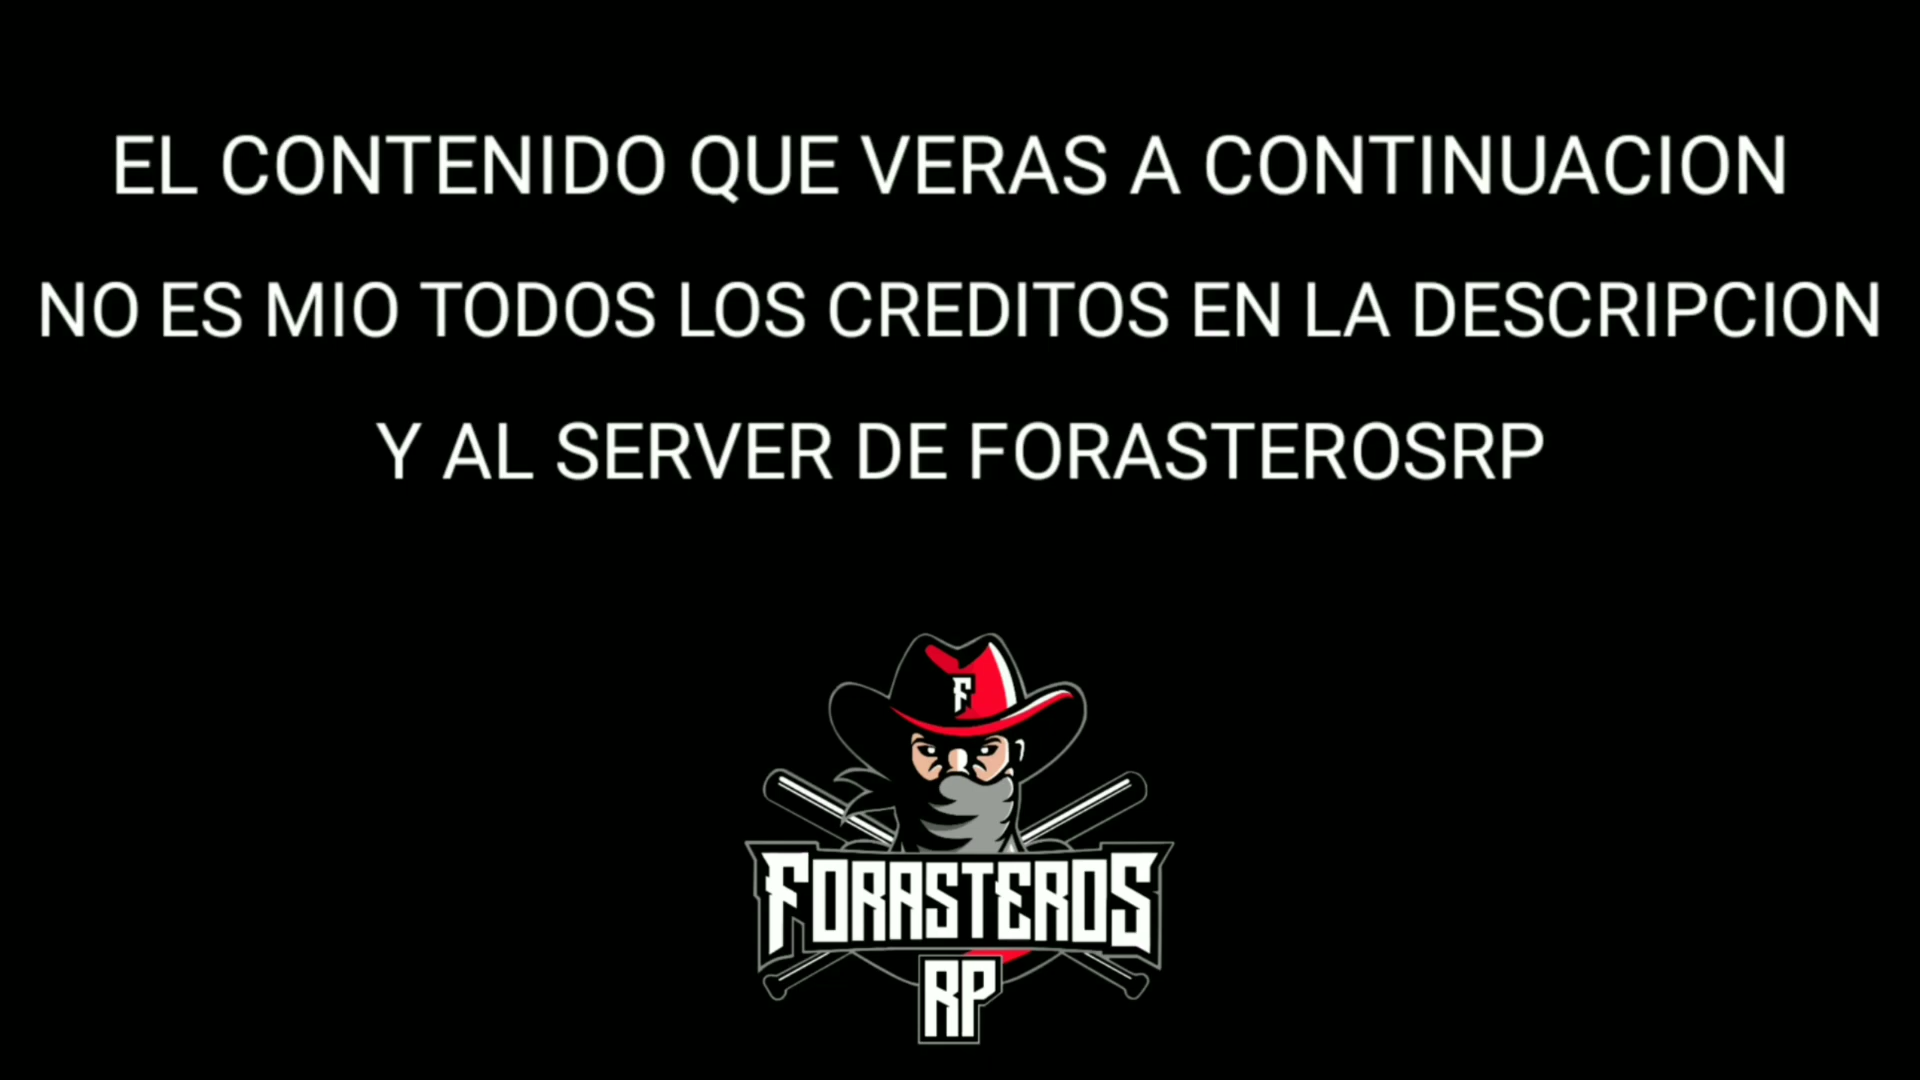 EL CONTENIDO QUE VERAS A CONTINUACION
NO ES MIO TODOS LOS CREDITOS EN LA DESCRIPCION
Y AL SERVER DE FORASTEROSRP
F
FORASTEROS
RP